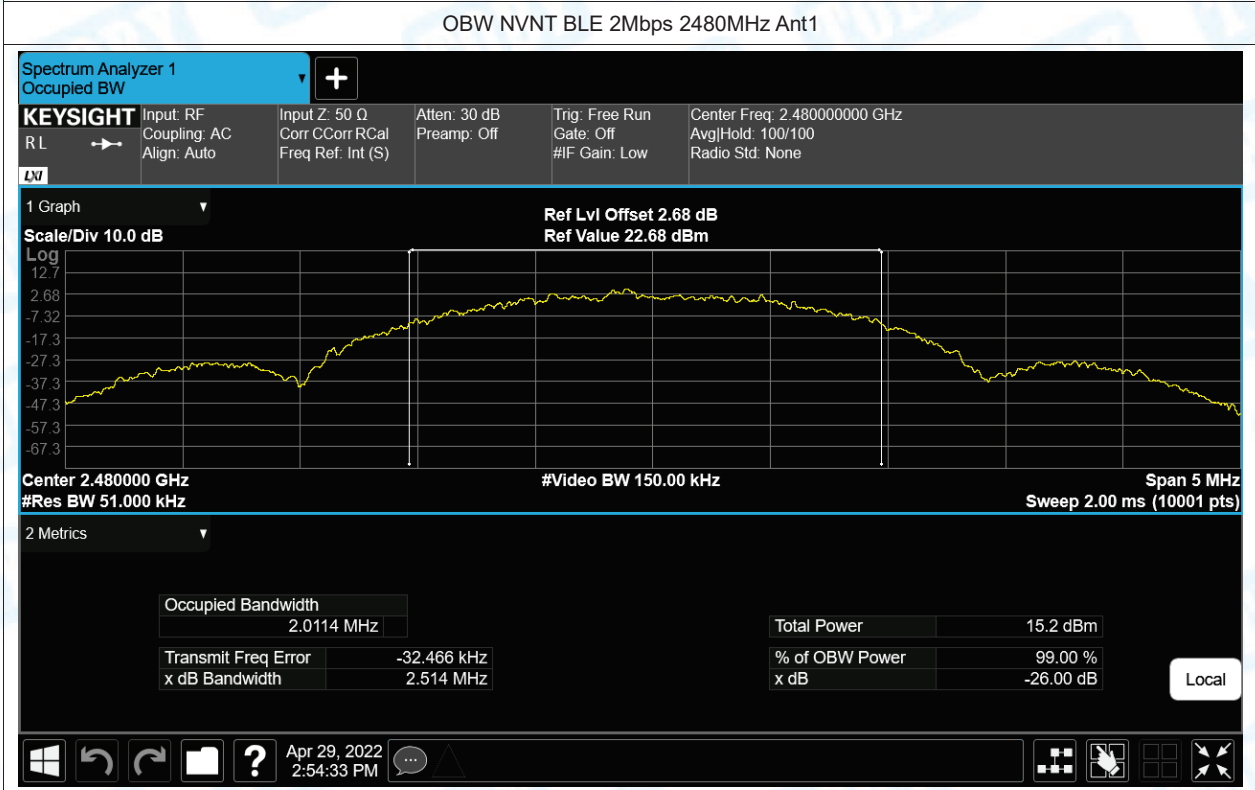 OBW NVNT BLE 2Mbps 2480MHz Ant1
Spectrum Analyzer 1
Occupied BW
KEYSIGHT
R L
LXI
Input: RF
Coupling: AC
Align: Auto
Input Z: 50 Ω
Corr CCorr RCal
Freq Ref: Int (S)
Atten: 30 dB
Preamp: Off
Trig: Free Run
Gate: Off
#IF Gain: Low
Center Freq: 2.480000000 GHz
Avg|Hold: 100/100
Radio Std: None
1 Graph
Scale/Div 10.0 dB
Ref Lvl Offset 2.68 dB
Ref Value 22.68 dBm
Log
12.7
2.68
-7.32
-17.3
-27.3
-37.3
-47.3
-57.3
-67.3
Center 2.480000 GHz
#Video BW 150.00 kHz
Span 5 MHz
#Res BW 51.000 kHz
Sweep 2.00 ms (10001 pts)
2 Metrics
Occupied Bandwidth
2.0114 MHz
Total Power 15.2 dBm
Transmit Freq Error -32.466 kHz
% of OBW Power 99.00 %
x dB Bandwidth 2.514 MHz
x dB -26.00 dB
Local
Apr 29, 2022
2:54:33 PM